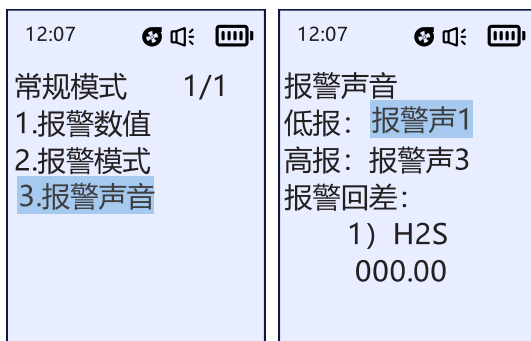 12:07
常规模式 1/1
1.报警数值
2.报警模式
3.报警声音
12:07
报警声音
低报：报警声1
高报：报警声3
报警回差：
1）H2S
000.00